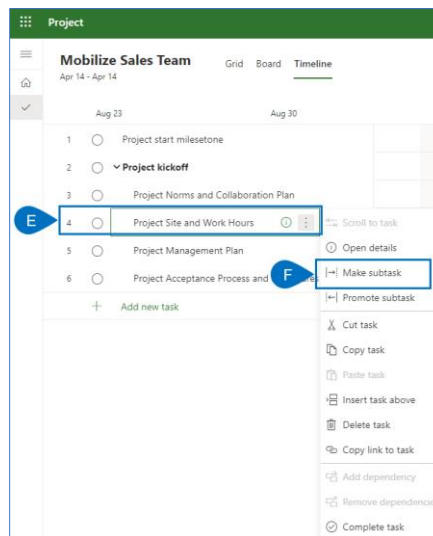 Project
Mobilize Sales Team
Grid Board Timeline
Apr 14 - Apr 14
Aug 23 Aug 30
1 Project start milesetone
2 Project kickoff
3 Project Norms and Collaboration Plan
E
4 Project Site and Work Hours
Scroll to task
Open details
5 Project Management Plan
F
Make subtask
6 Project Acceptance Process and
Promote subtask
Add new task
Cut task
Copy task
Paste task
Insert task above
Delete task
Copy link to task
Add dependency
Remove dependencie
Complete task